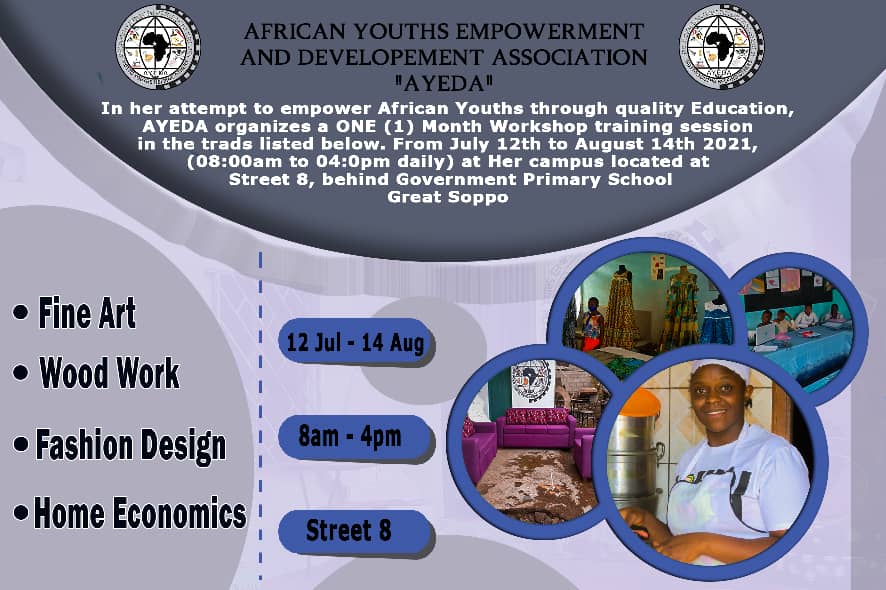 AFRICAN YOUTHS EMPOWERMENT
AND DEVELOPEMENT ASSOCIATION
"AYEDA"
In her attempt to empower African Youths through quality Education,
AYEDA organizes a ONE (1) Month Workshop training session
in the trads listed below. From July 12th to August 14th 2021,
(08:00am to 04:0pm daily) at Her campus located at
Street 8, behind Government Primary School
Great Soppo
• Fine Art
• Wood Work
• Fashion Design
• Home Economics
12 Jul - 14 Aug
8am - 4pm
Street 8
AYEDA
AYEDA